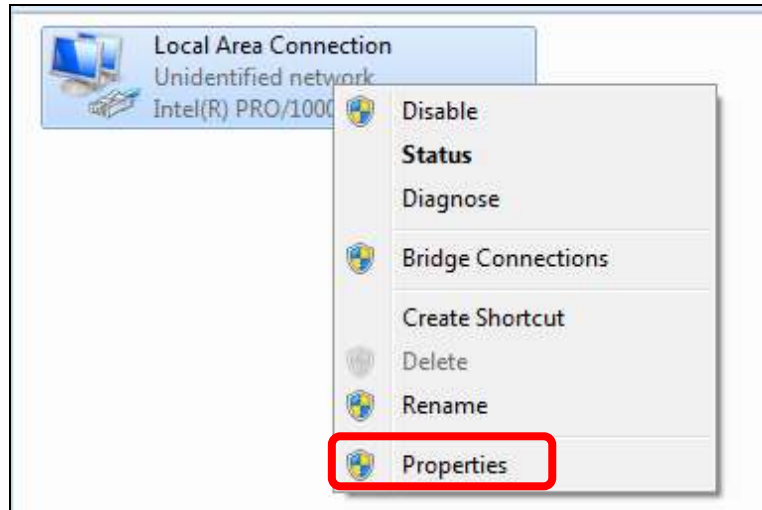 Local Area Connection
Unidentified network
Intel(R) PRO/1000
Disable
Status
Diagnose
Bridge Connections
Create Shortcut
Delete
Rename
Properties